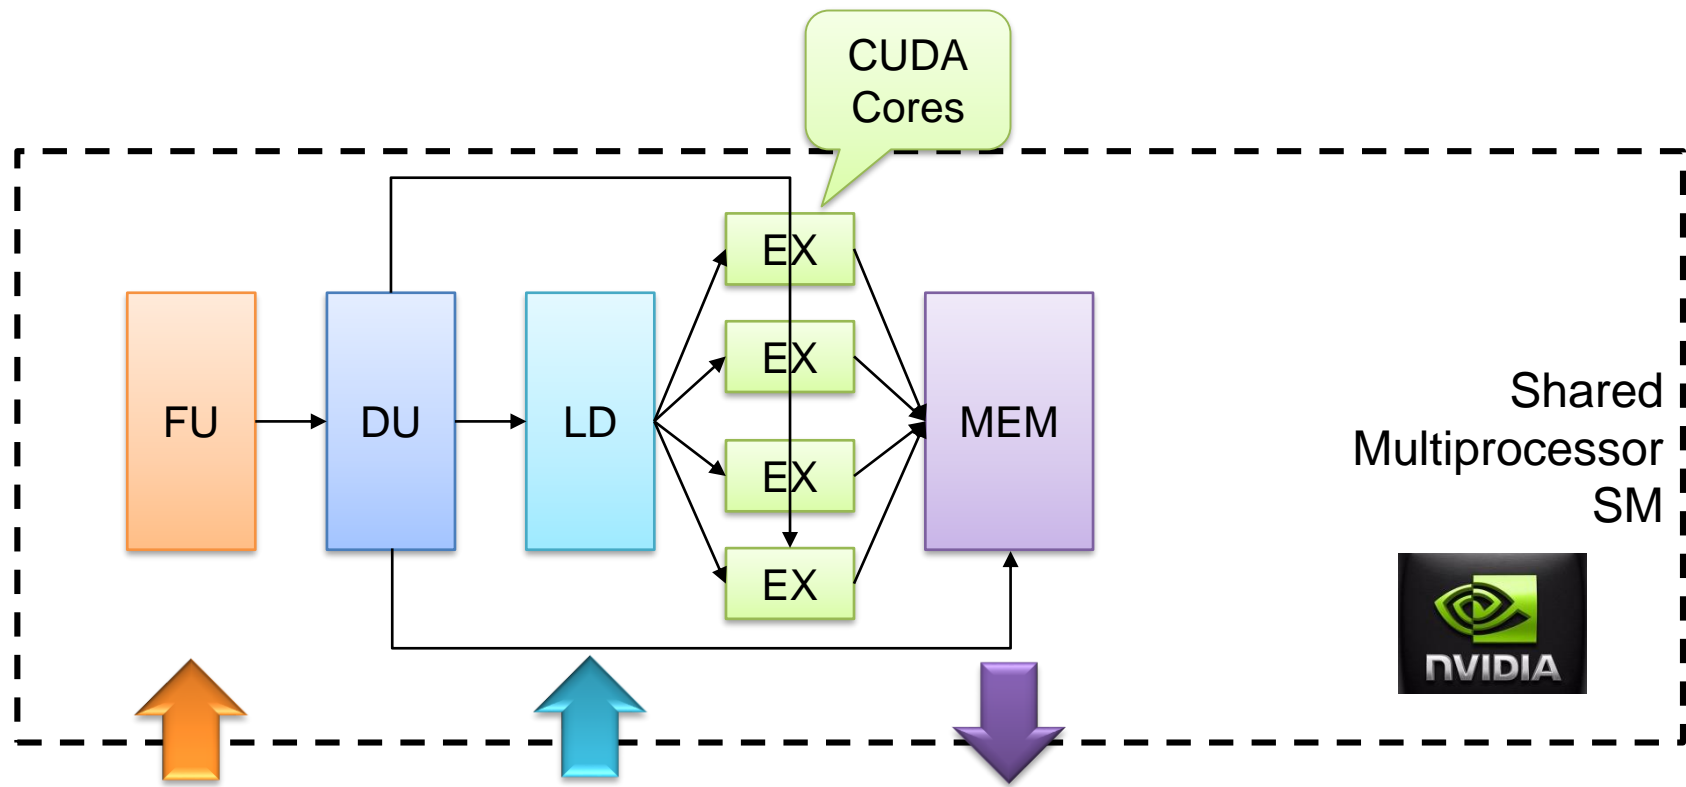 CUDA
Cores
EX
EX
FU
DU
LD
MEM
EX
EX
Shared
Multiprocessor
SM
NVIDIA